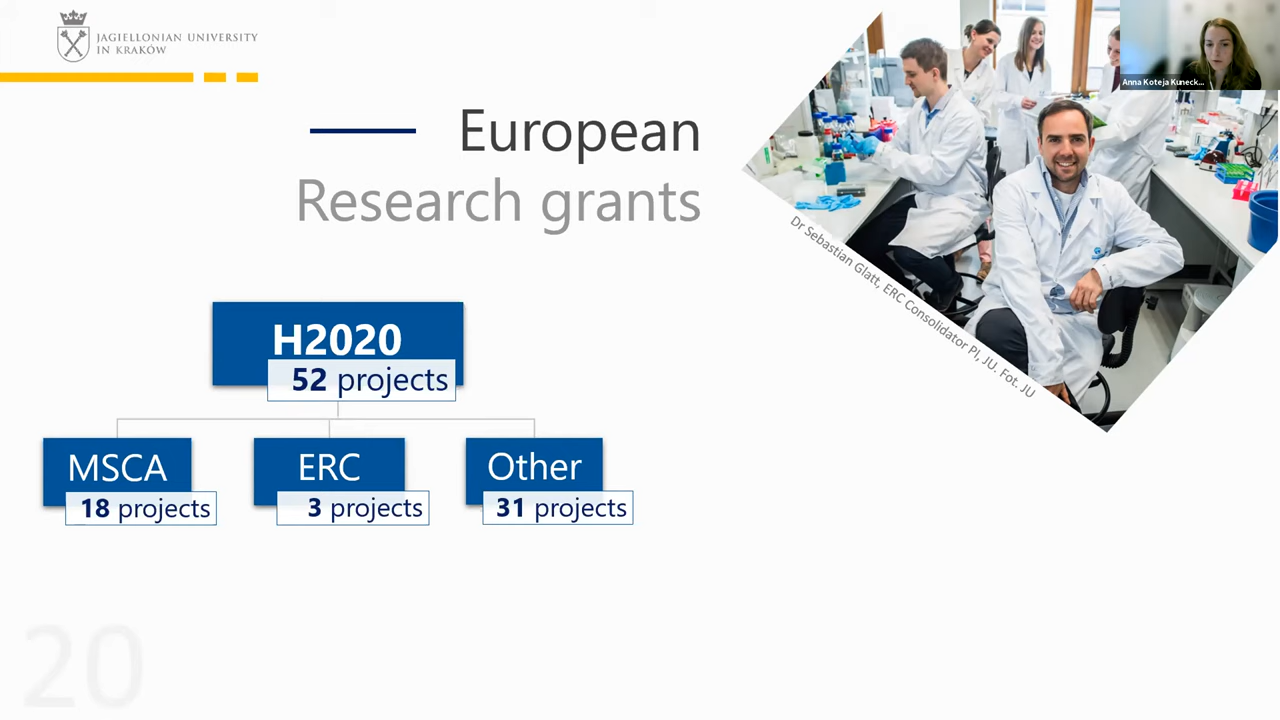 JAGIELLONIAN UNIVERSITY
IN KRAKÓW
Anna Koteja Kuneck...
European
Research grants
Dr Sebastian Glatt, ERC Consolidator PI, JU. Fot. JU
H2020
52 projects
MSCA
18 projects
ERC
3 projects
Other
31 projects
20